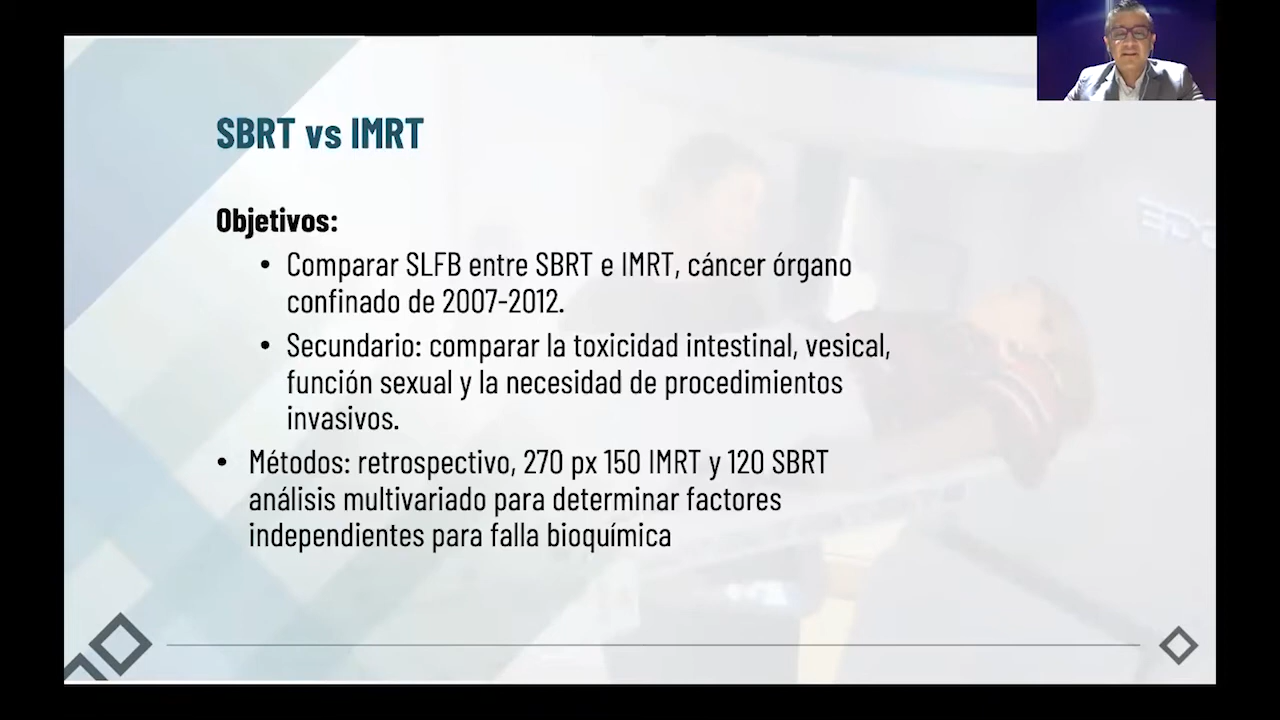 SBRT vs IMRT
Objetivos:
• Comparar SLFB entre SBRT e IMRT, cáncer órgano
confinado de 2007-2012.
• Secundario: comparar la toxicidad intestinal, vesical,
función sexual y la necesidad de procedimientos
invasivos.
• Métodos: retrospectivo, 270 px 150 IMRT y 120 SBRT
análisis multivariado para determinar factores
independientes para falla bioquímica